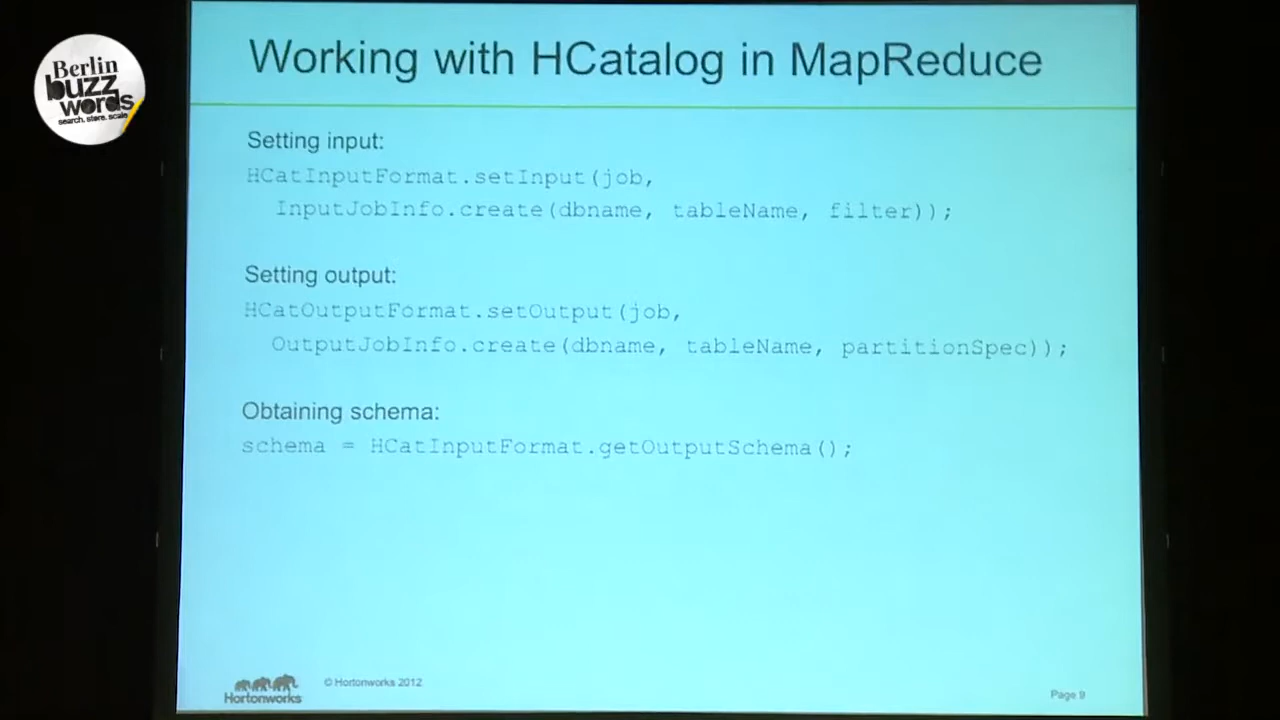 Berlin
buzz
words
search. store. scale
Working with HCatalog in MapReduce
Setting input:
HCatInputFormat.setInput(job,
InputJobInfo.create(dbname, tableName, filter));
Setting output:
HCatOutputFormat.setOutput(job,
OutputJobInfo.create(dbname, tableName, partitionSpec));
Obtaining schema:
schema = HCatInputFormat.getOutputSchema();
Hortonworks
© Hortonworks 2012
Page 9